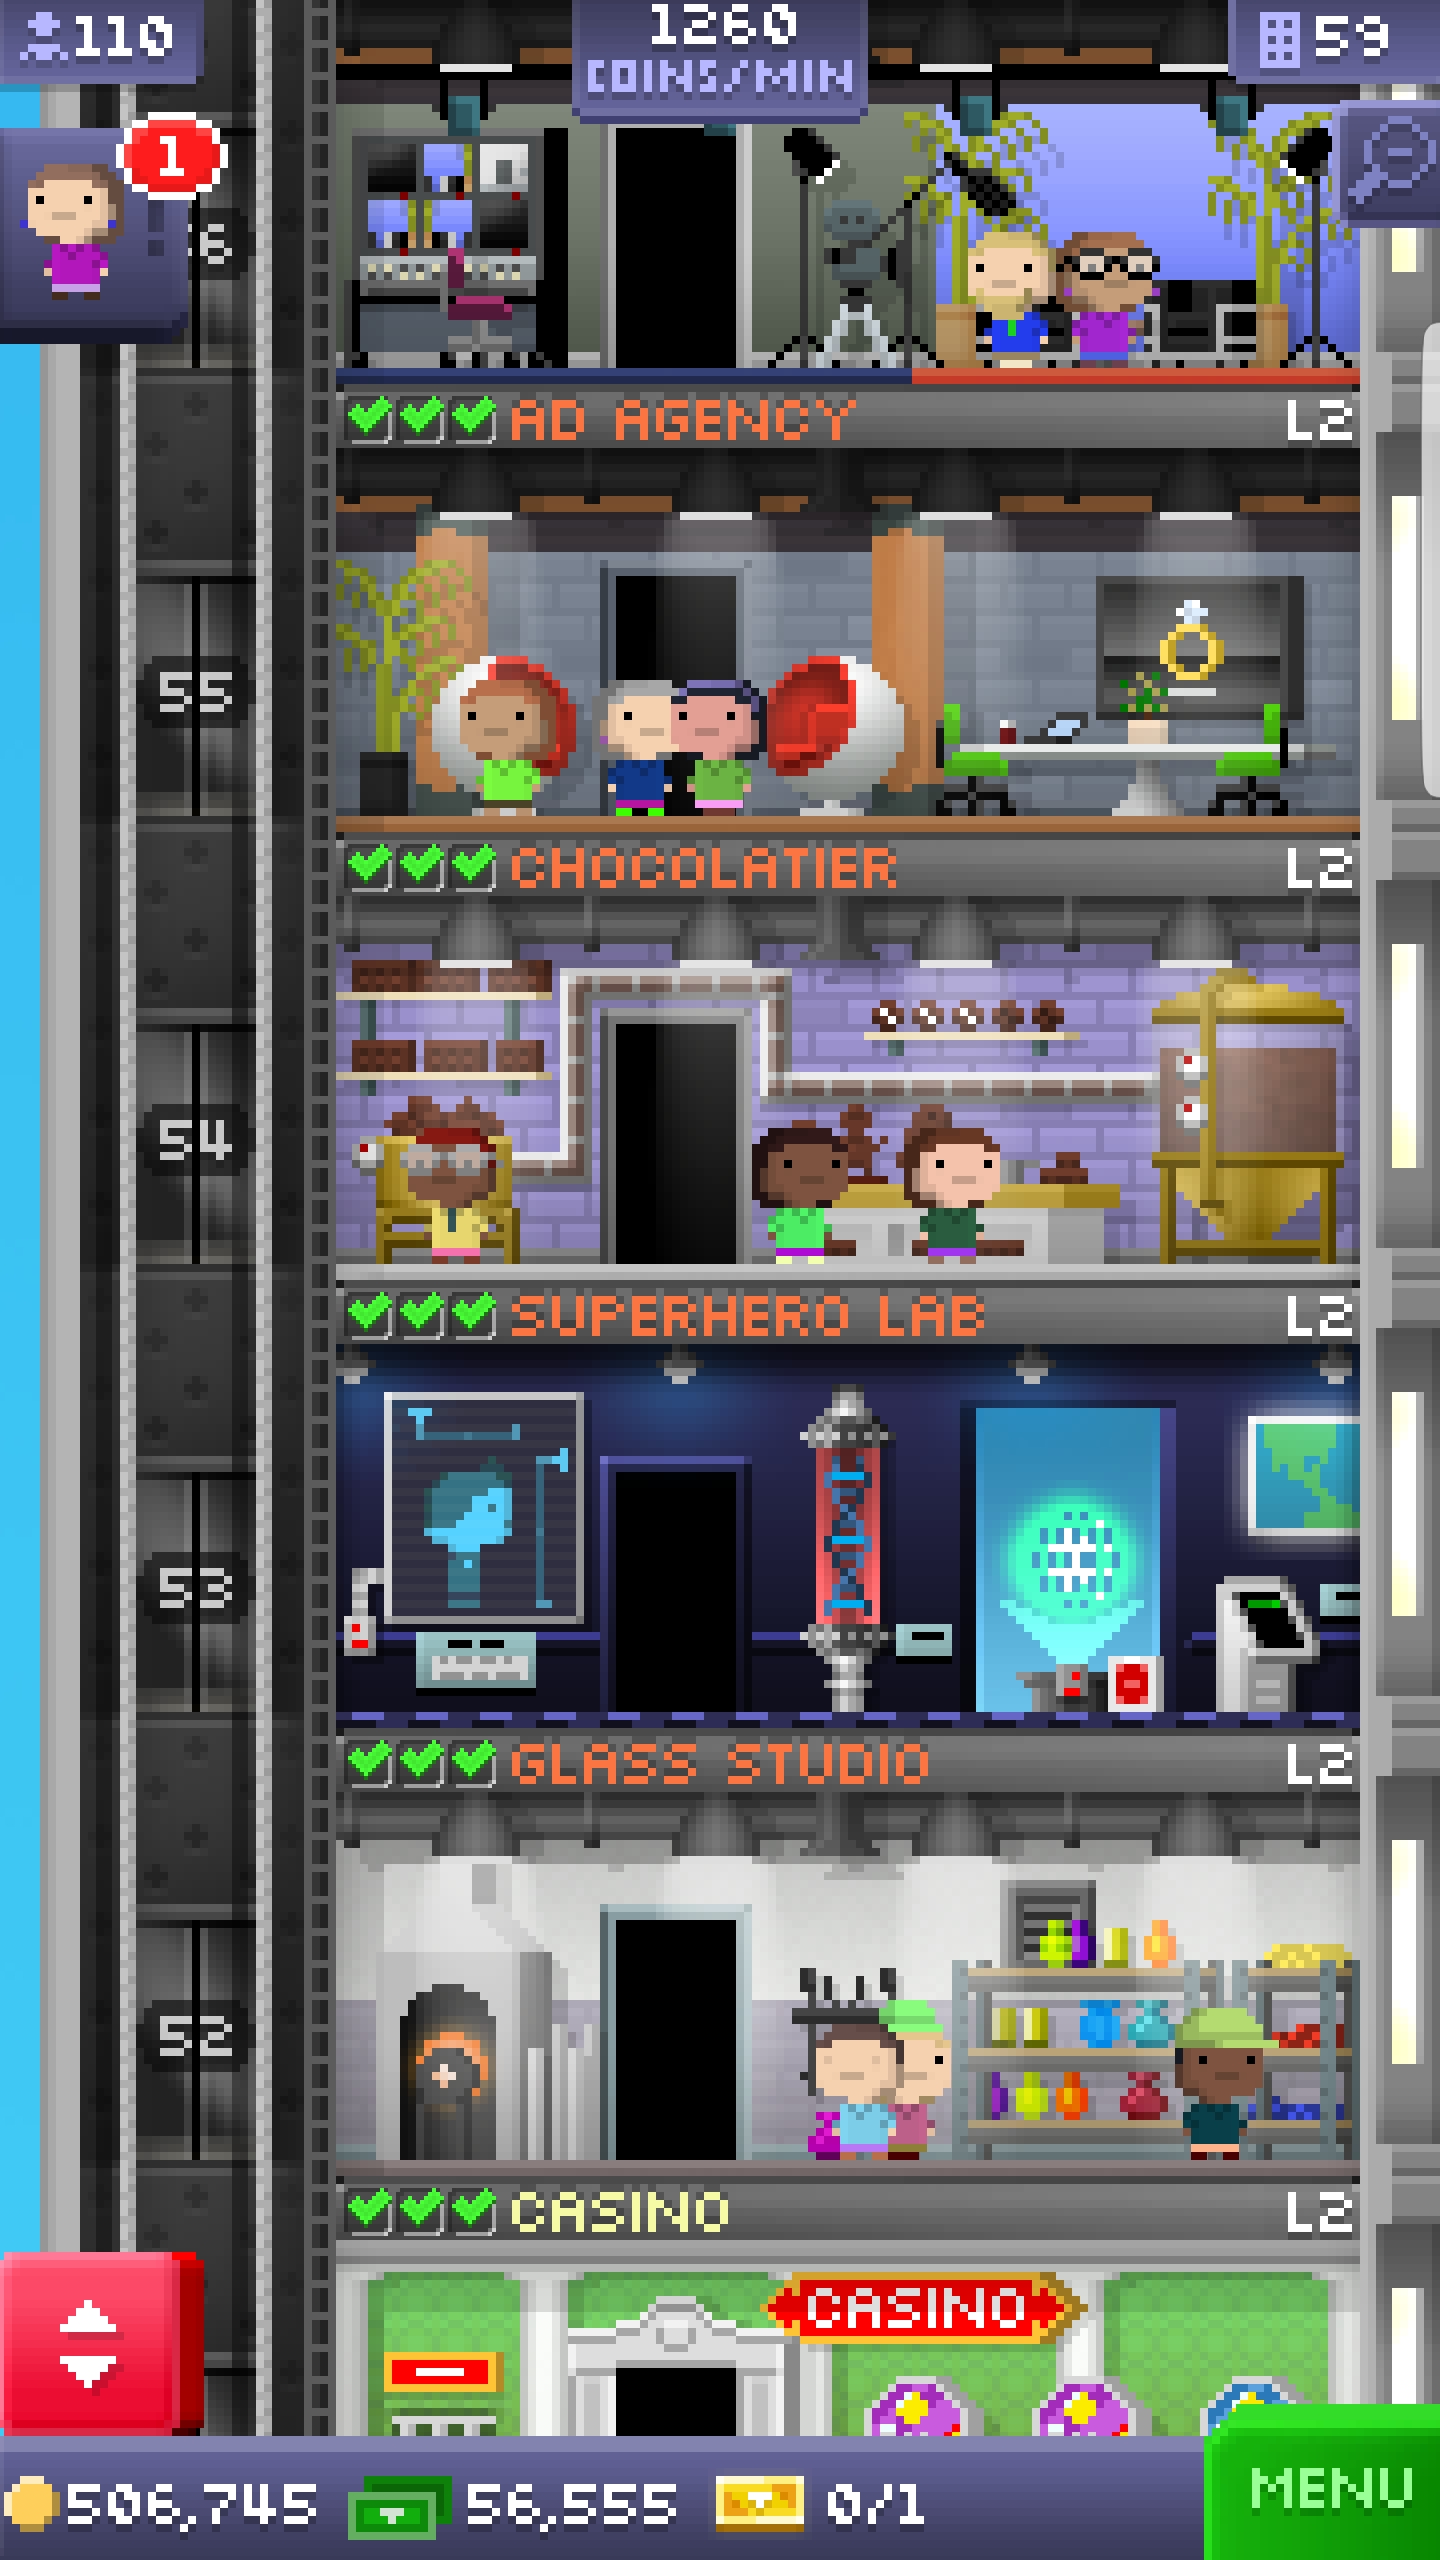 110
1260
COINS/MIN
59
1
6
AD AGENCY L2
55
CHOCOLATIER L2
54
SUPERHERO LAB L2
53
GLASS STUDIO L2
52
CASINO L2
CASINO
506,745 56,555 0/1
MENU